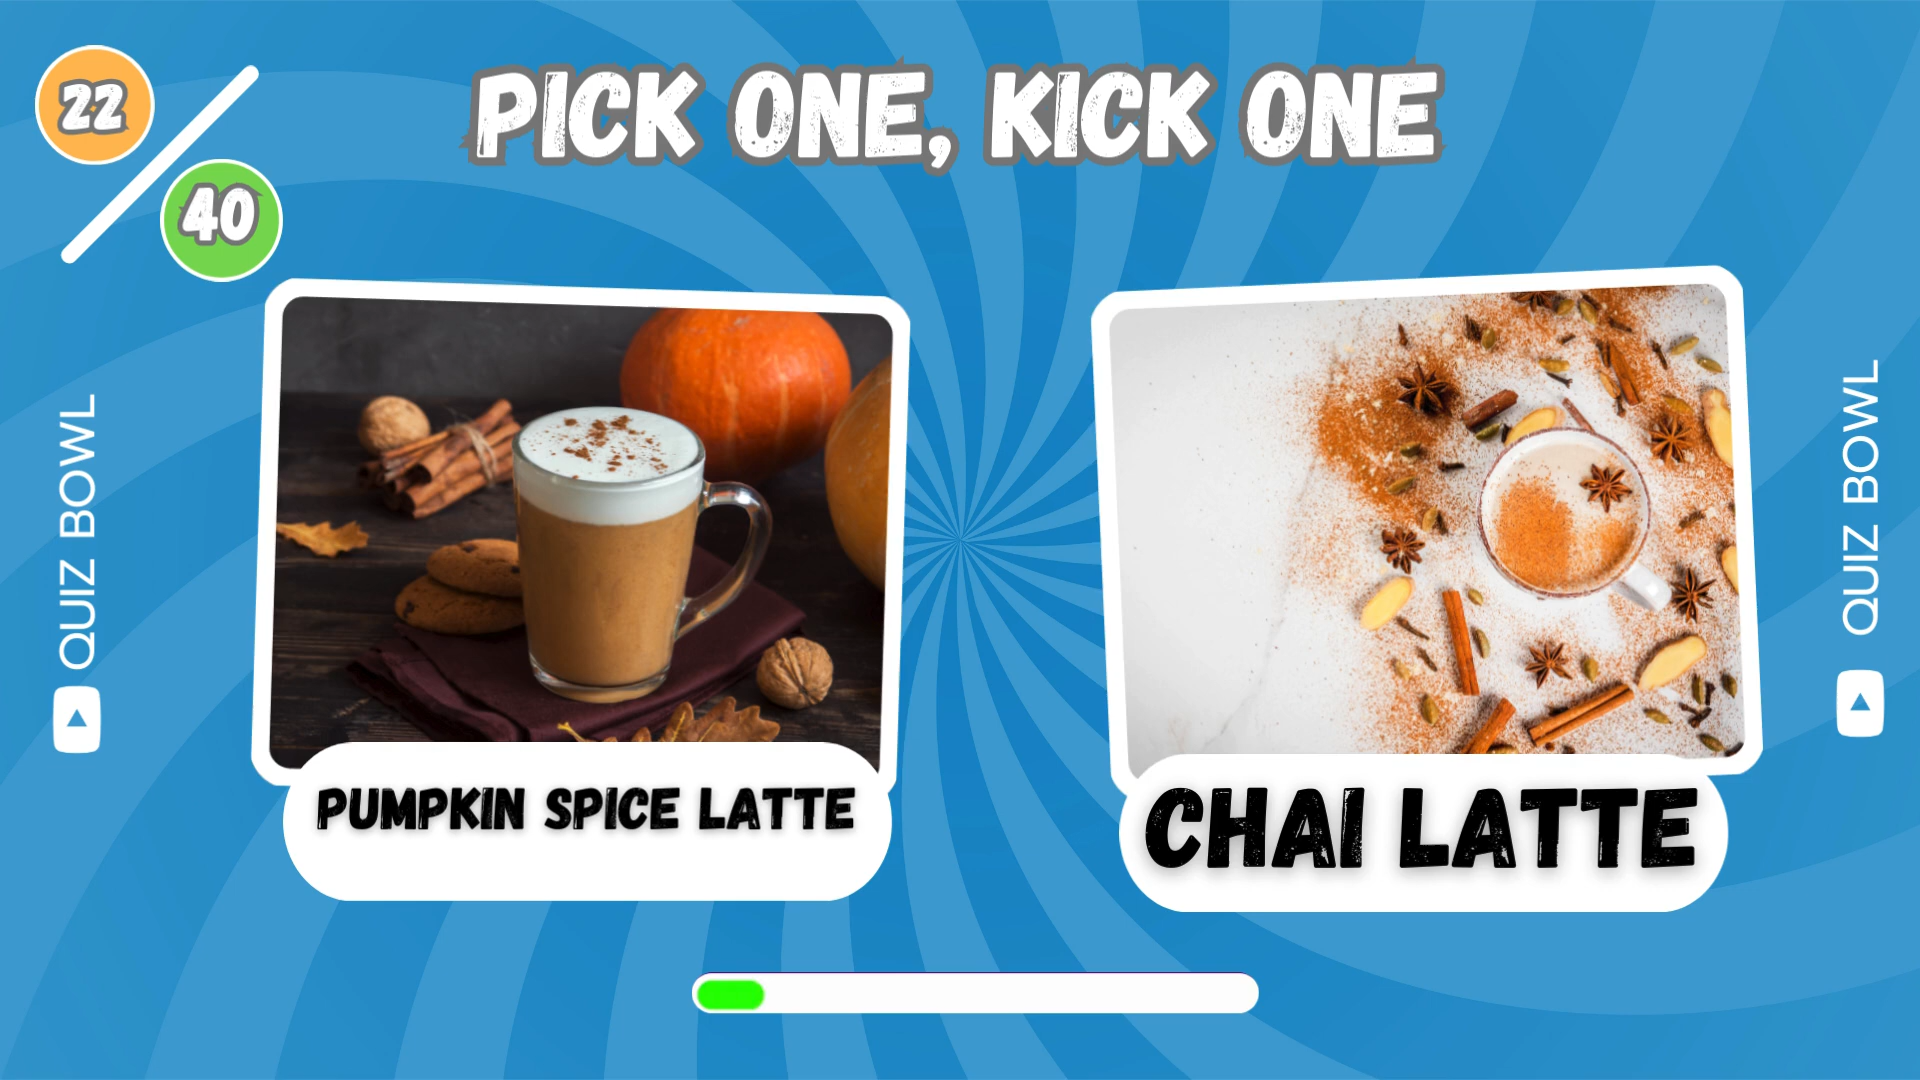 22
40
PICK ONE, KICK ONE
QUIZ BOWL
QUIZ BOWL
PUMPKIN SPICE LATTE
CHAI LATTE